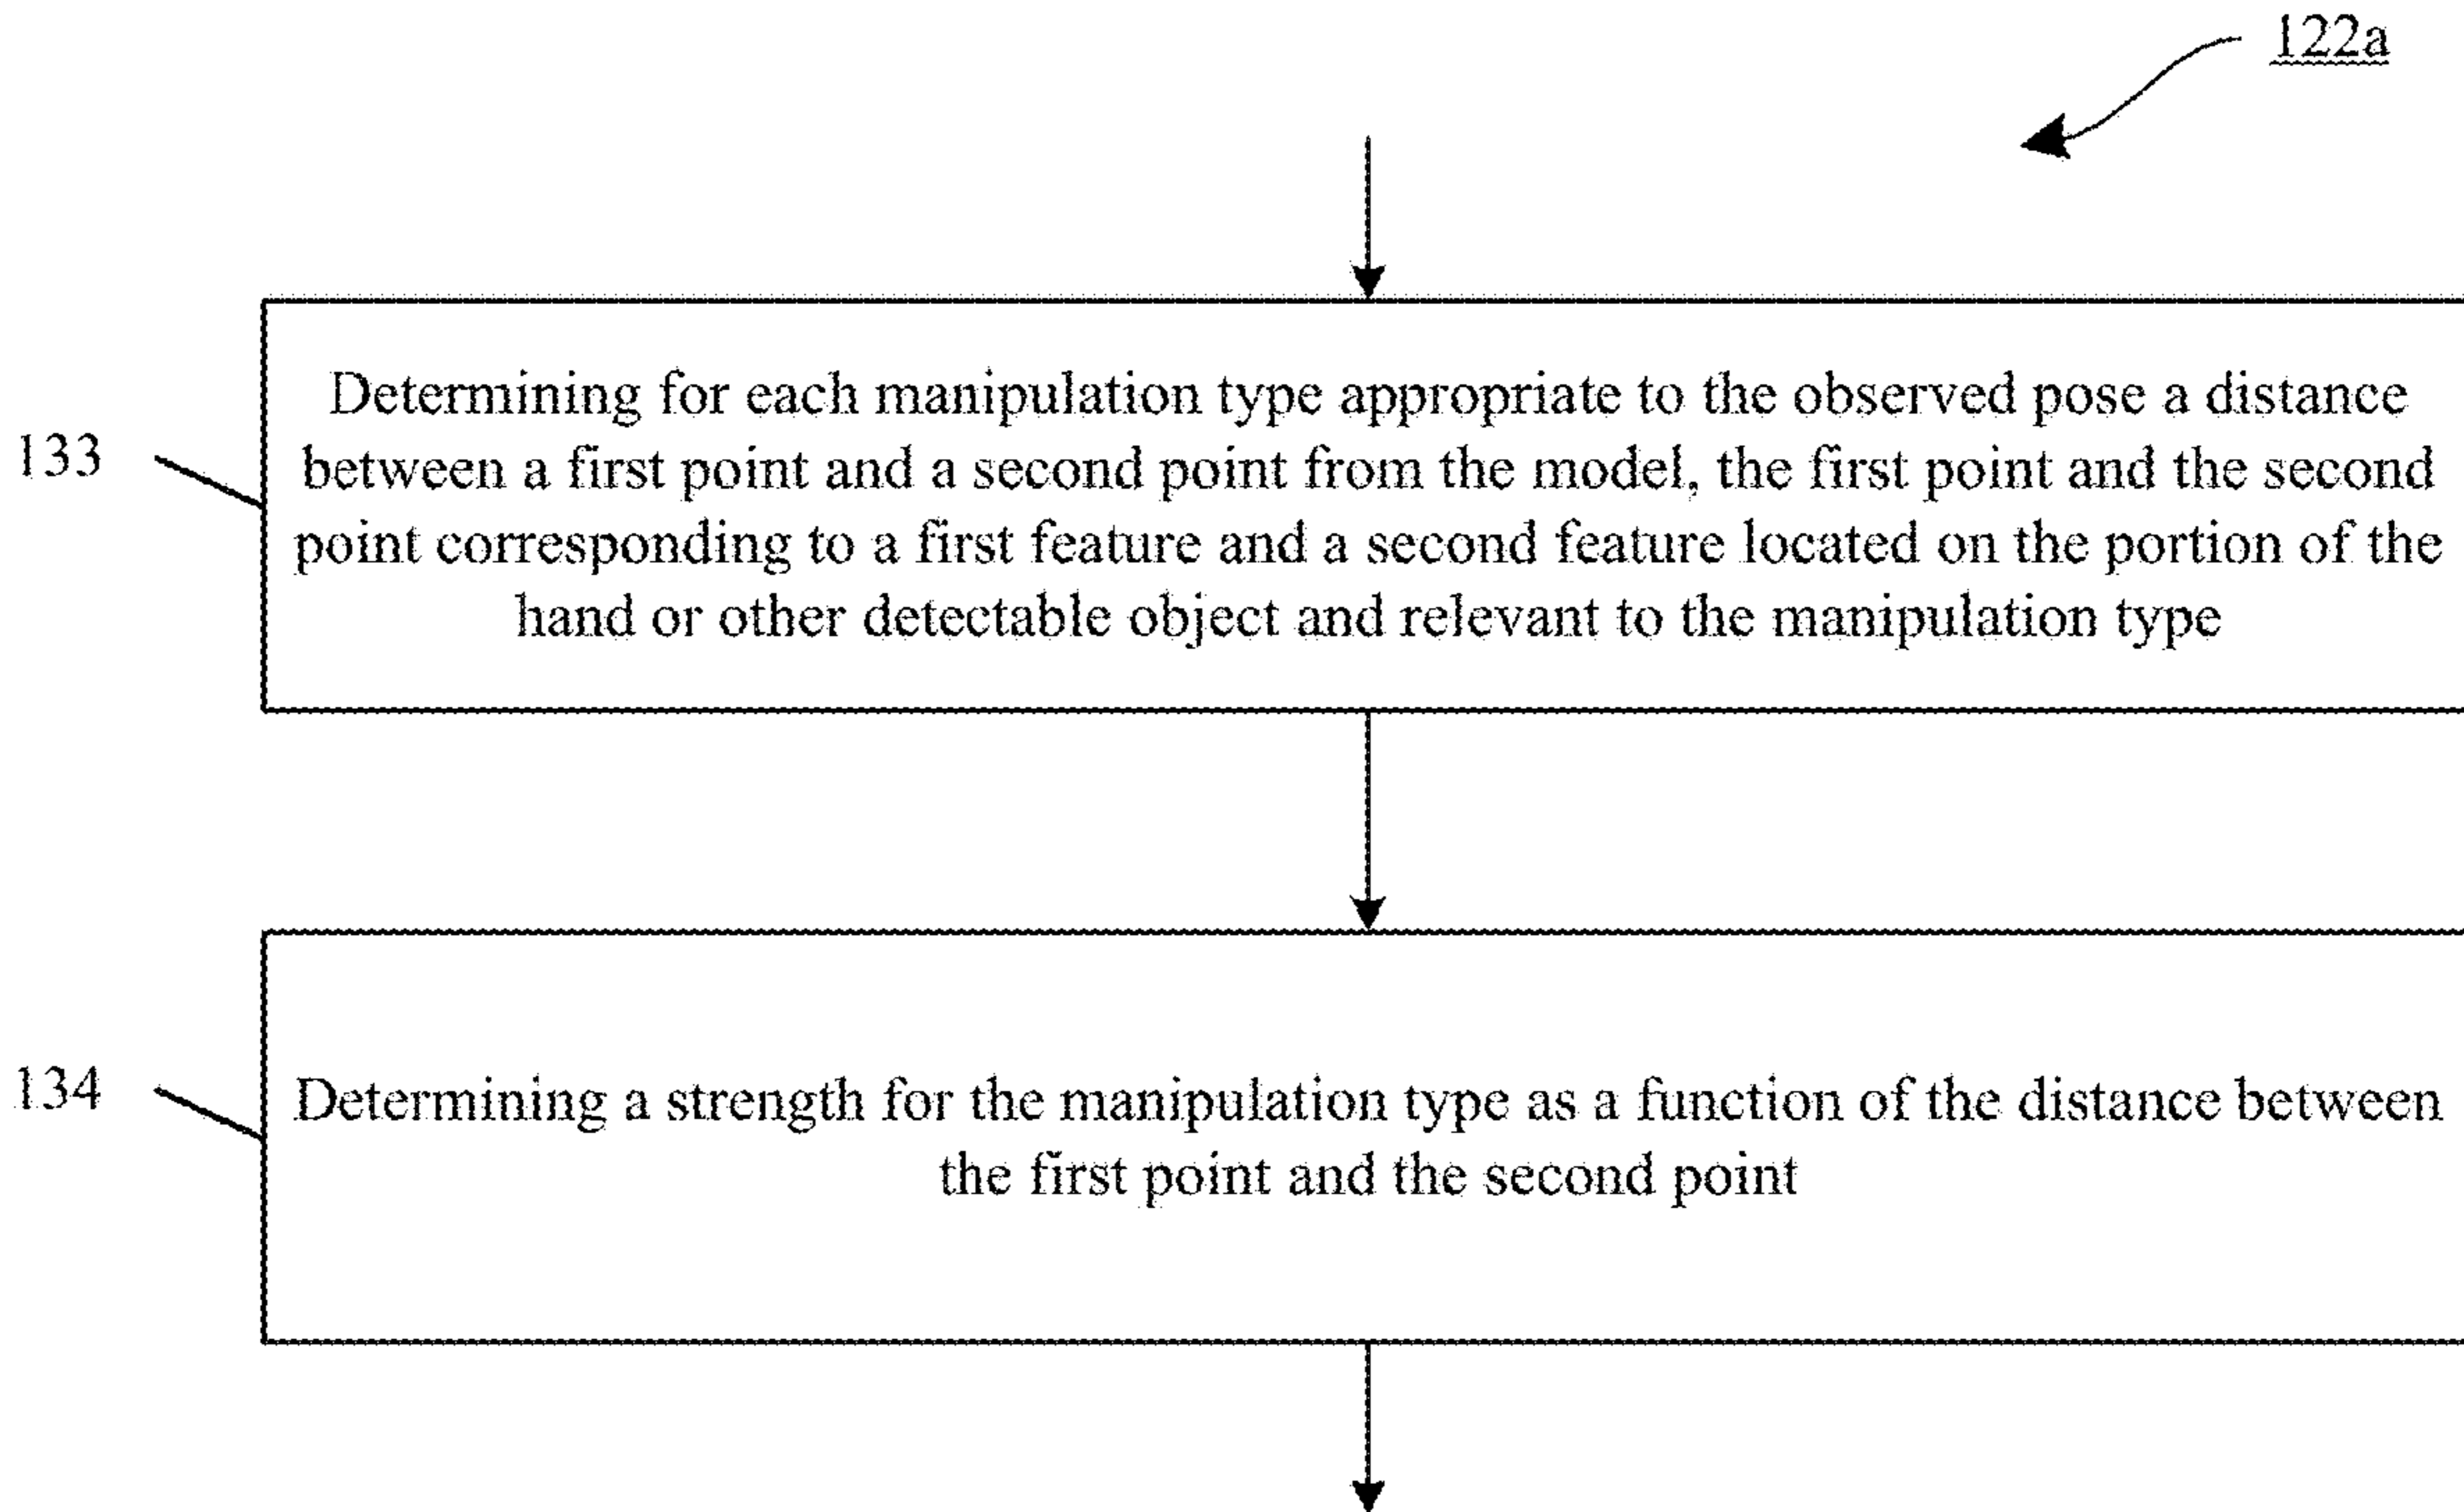 122a
133
Determining for each manipulation type appropriate to the observed pose a distance
between a first point and a second point from the model, the first point and the second
point corresponding to a first feature and a second feature located on the portion of the
hand or other detectable object and relevant to the manipulation type
134
Determining a strength for the manipulation type as a function of the distance between
the first point and the second point